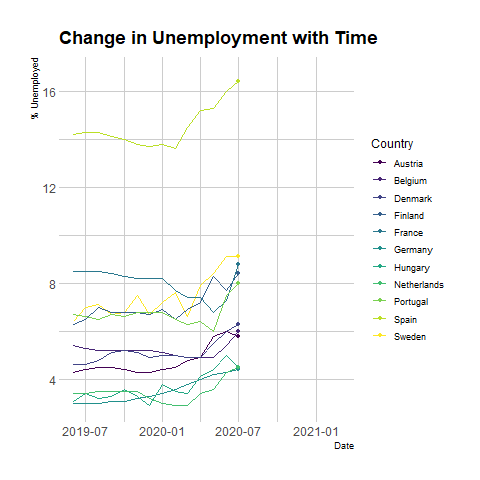 Change in Unemployment with Time
% Unemployed
16
12
8
4
2019-07 2020-01 2020-07 2021-01
Date
Country
Austria
Belgium
Denmark
Finland
France
Germany
Hungary
Netherlands
Portugal
Spain
Sweden